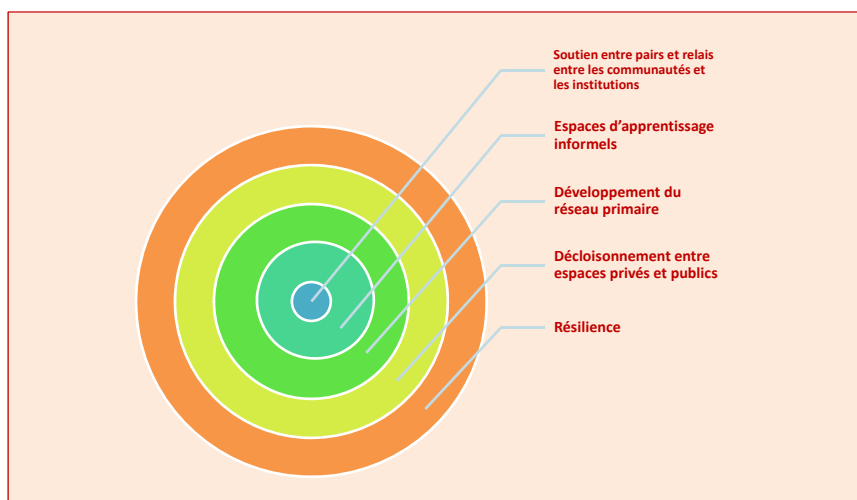 Soutien entre pairs et relais
entre les communautés et
les institutions
Espaces d’apprentissage
informels
Développement du
réseau primaire
Décloisonnement entre
espaces privés et publics
Résilience